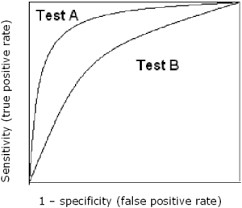 Test A
Test B
Sensitivity (true positive rate)
1 – specificity (false positive rate)